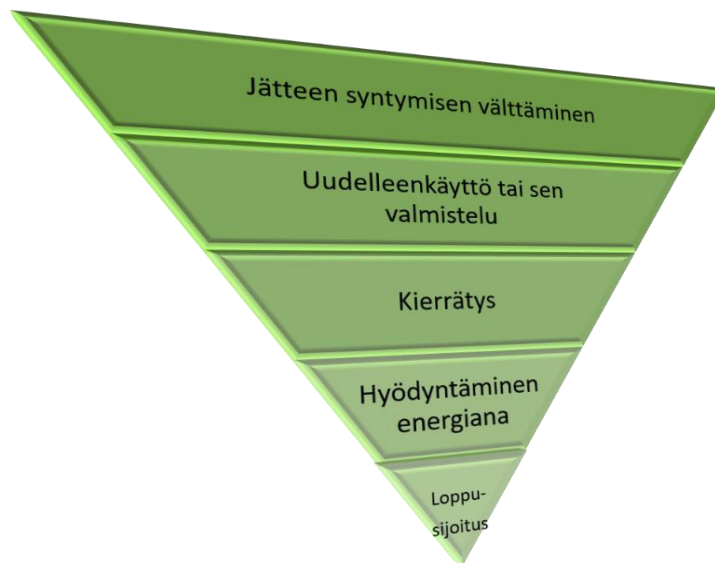 Jätteen syntymisen välttäminen
Uudelleenkäyttö tai sen
valmistelu
Kierrätys
Hyödyntäminen
energiana
Loppu-
sijoitus